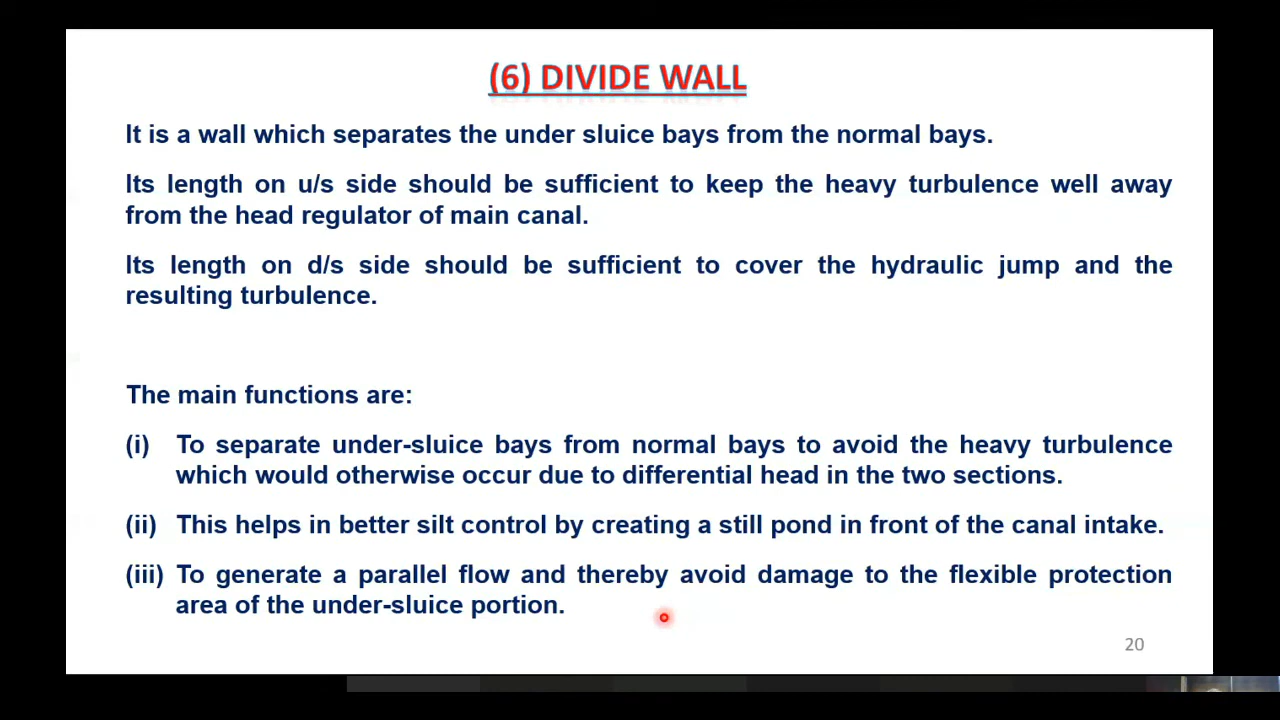 (6) DIVIDE WALL
It is a wall which separates the under sluice bays from the normal bays.
Its length on u/s side should be sufficient to keep the heavy turbulence well away
from the head regulator of main canal.
Its length on d/s side should be sufficient to cover the hydraulic jump and the
resulting turbulence.
The main functions are:
(i) To separate under-sluice bays from normal bays to avoid the heavy turbulence
which would otherwise occur due to differential head in the two sections.
(ii) This helps in better silt control by creating a still pond in front of the canal intake.
(iii) To generate a parallel flow and thereby avoid damage to the flexible protection
area of the under-sluice portion.
20